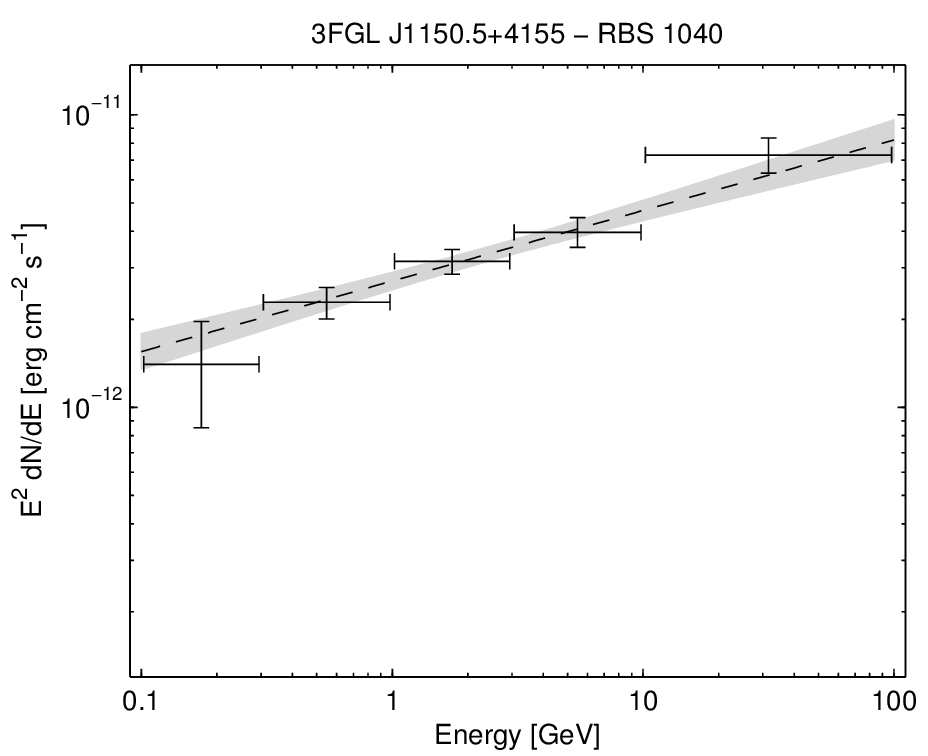 3FGL J1150.5+4155 − RBS 1040
10⁻¹¹
10⁻¹²
E² dN/dE [erg cm⁻² s⁻¹]
0.1 1 10 100
Energy [GeV]